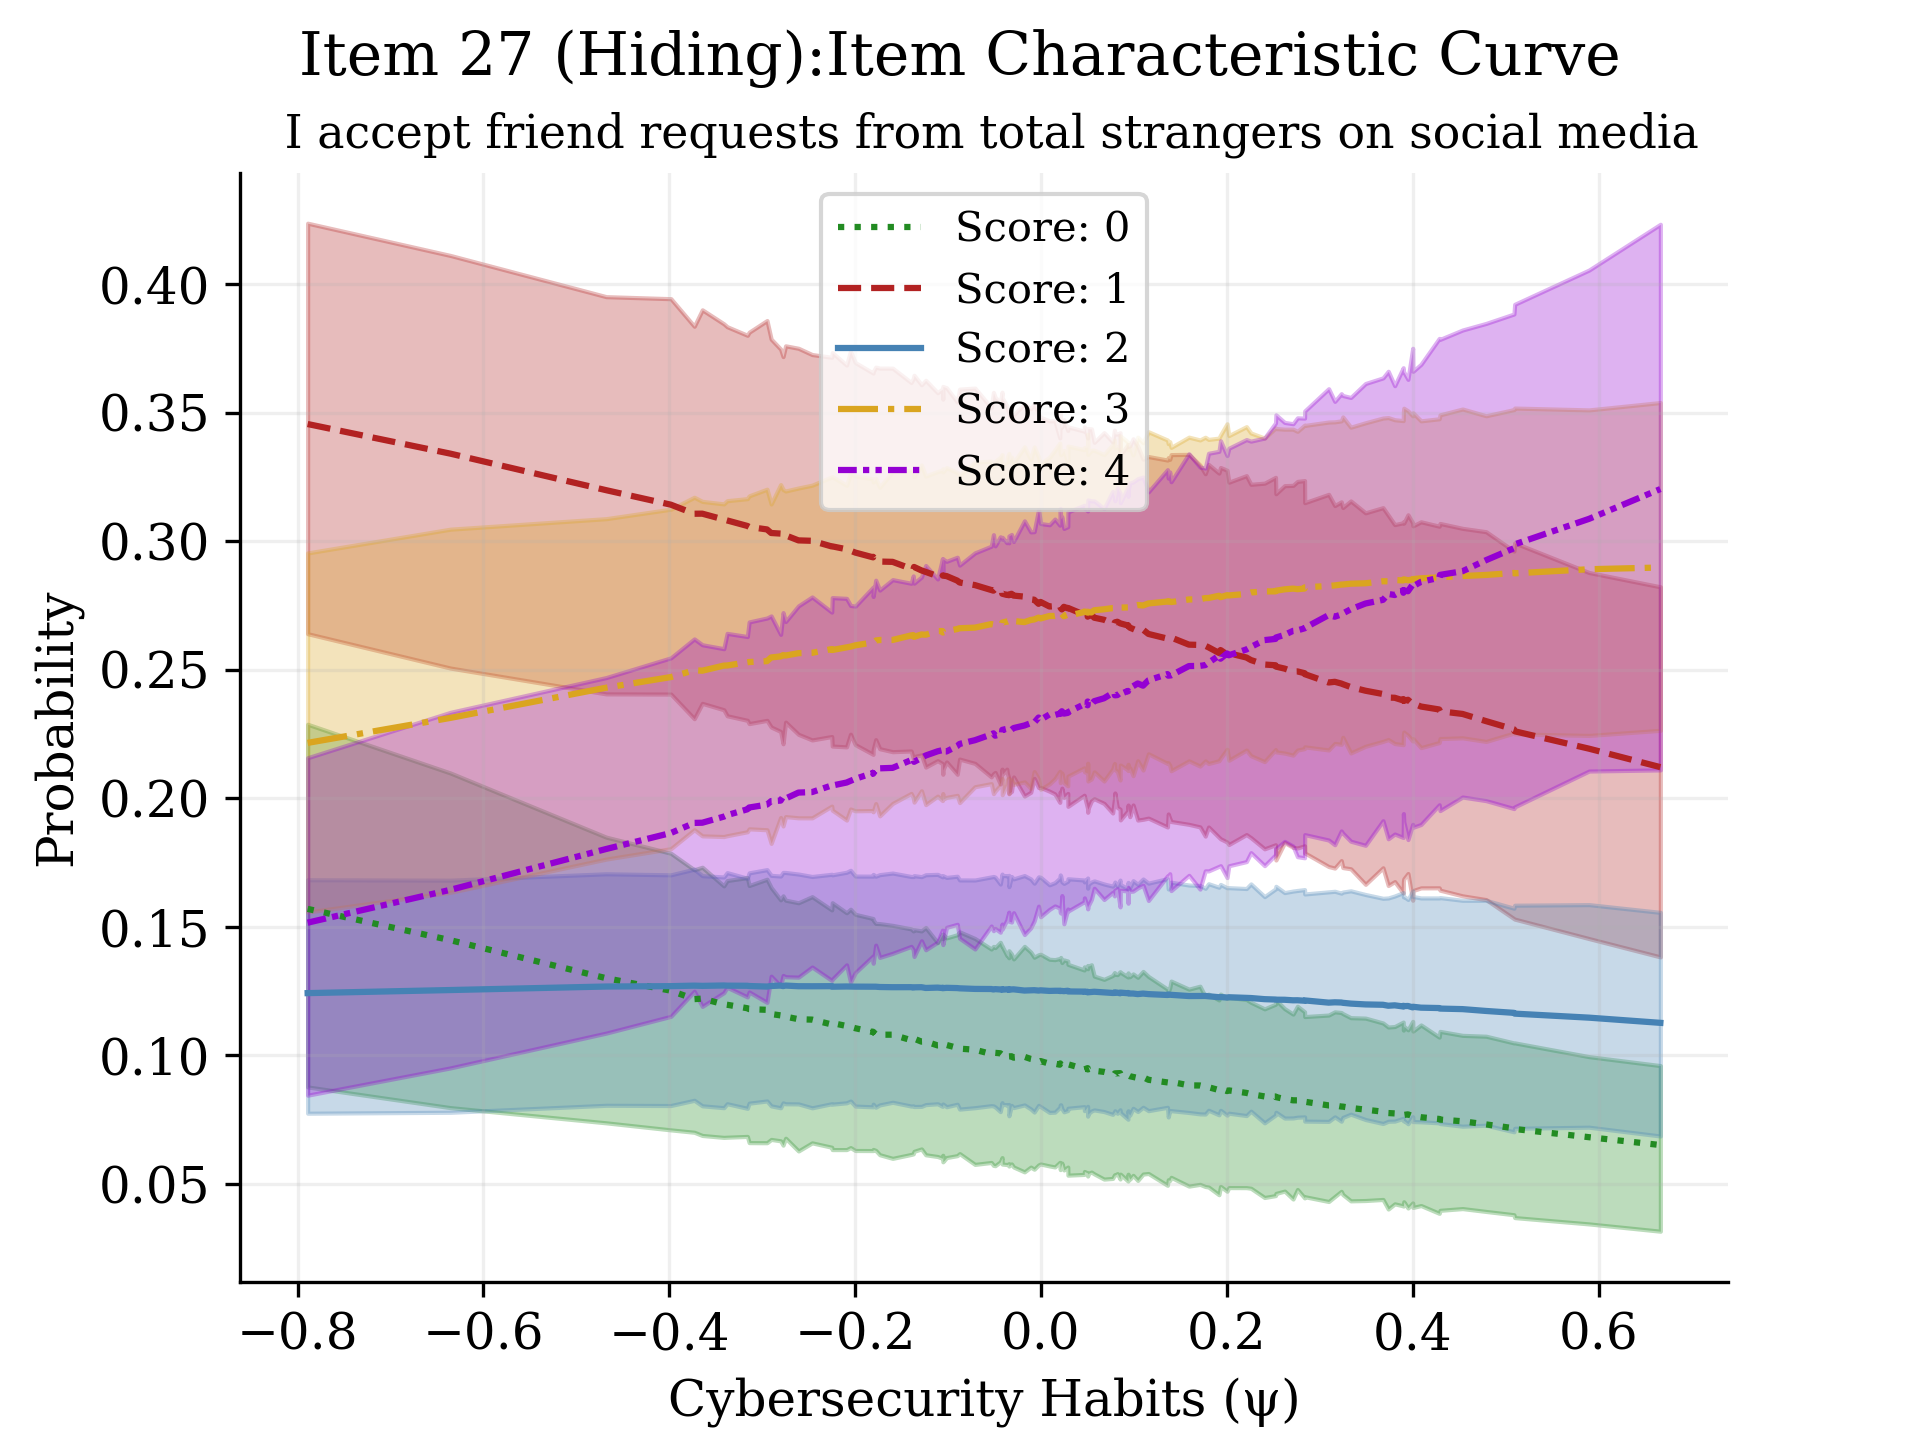 Item 27 (Hiding):Item Characteristic Curve
I accept friend requests from total strangers on social media
Score: 0
Score: 1
Score: 2
Score: 3
Score: 4
Probability
0.40
0.35
0.30
0.25
0.20
0.15
0.10
0.05
−0.8 −0.6 −0.4 −0.2 0.0 0.2 0.4 0.6
Cybersecurity Habits (ψ)